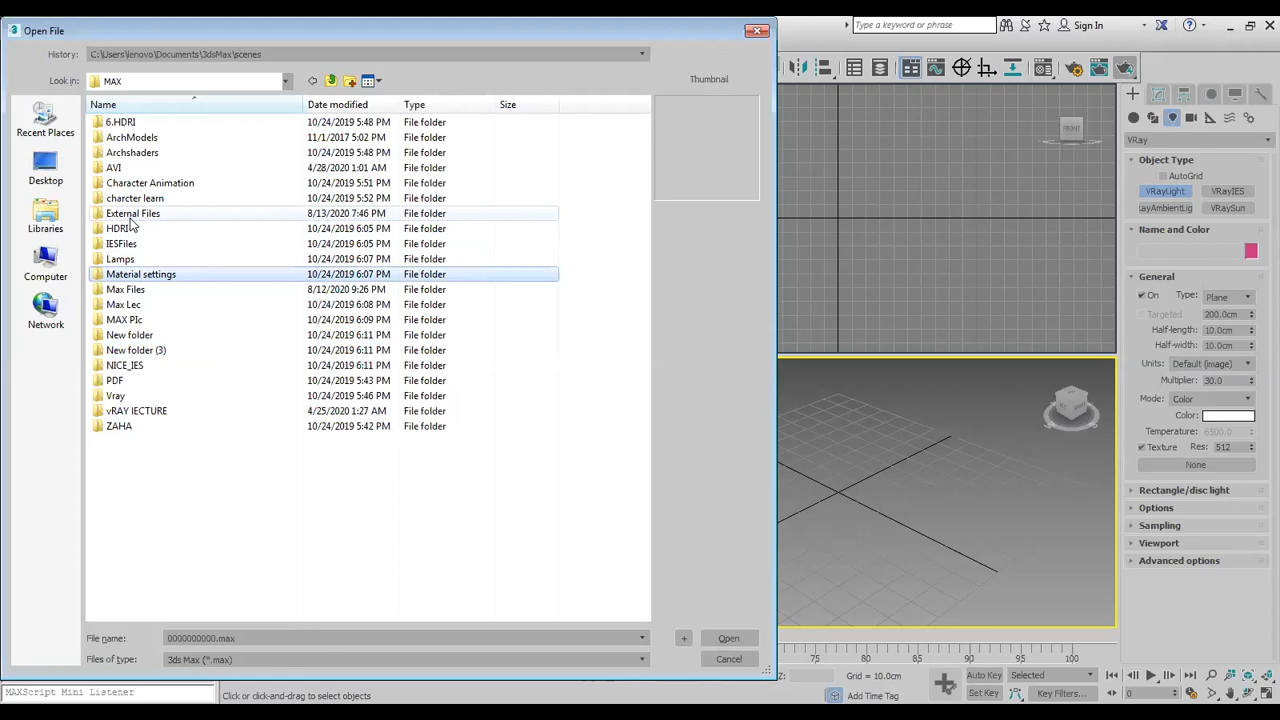 Open File
Type a keyword or phrase
Sign In
History: C:\Users\lenovo\Documents\3dsMax\scenes
Look in: MAX
Thumbnail
Name Date modified Type Size
6.HDRI 10/24/2019 5:48 PM File folder
ArchModels 11/1/2017 5:02 PM File folder
Archshaders 10/24/2019 5:48 PM File folder
AVI 4/28/2020 1:01 AM File folder
Character Animation 10/24/2019 5:51 PM File folder
charcter learn 10/24/2019 5:52 PM File folder
External Files 8/13/2020 7:46 PM File folder
HDRI 10/24/2019 6:05 PM File folder
IESFiles 10/24/2019 6:05 PM File folder
Lamps 10/24/2019 6:07 PM File folder
Material settings 10/24/2019 6:07 PM File folder
Max Files 8/12/2020 9:26 PM File folder
Max Lec 10/24/2019 6:08 PM File folder
MAX PIc 10/24/2019 6:09 PM File folder
New folder 10/24/2019 6:11 PM File folder
New folder (3) 10/24/2019 6:11 PM File folder
NICE_IES 10/24/2019 6:11 PM File folder
PDF 10/24/2019 5:43 PM File folder
Vray 10/24/2019 5:46 PM File folder
vRAY lECTURE 4/25/2020 1:27 AM File folder
ZAHA 10/24/2019 5:42 PM File folder
Recent Places
Desktop
Libraries
Computer
Network
File name: 0000000000.max
+ Open
Files of type: 3ds Max (*.max)
Cancel
FRONT
VRay
Object Type
AutoGrid
VRayLight VRayIES
RayAmbientLig VRaySun
Name and Color
General
On Type: Plane
Targeted 200.0cm
Half-length: 10.0cm
Half-width: 10.0cm
Units: Default (image)
Multiplier: 30.0
Mode: Color
Color:
Temperature: 6500.0
Texture Res: 512
None
Rectangle/disc light
Options
Sampling
Viewport
Advanced options
75 80 85 90 95 100
MAXScript Mini Listener
Click or click-and-drag to select objects
Z: Grid = 10.0cm
Add Time Tag
Auto Key Selected
Set Key Key Filters...
0